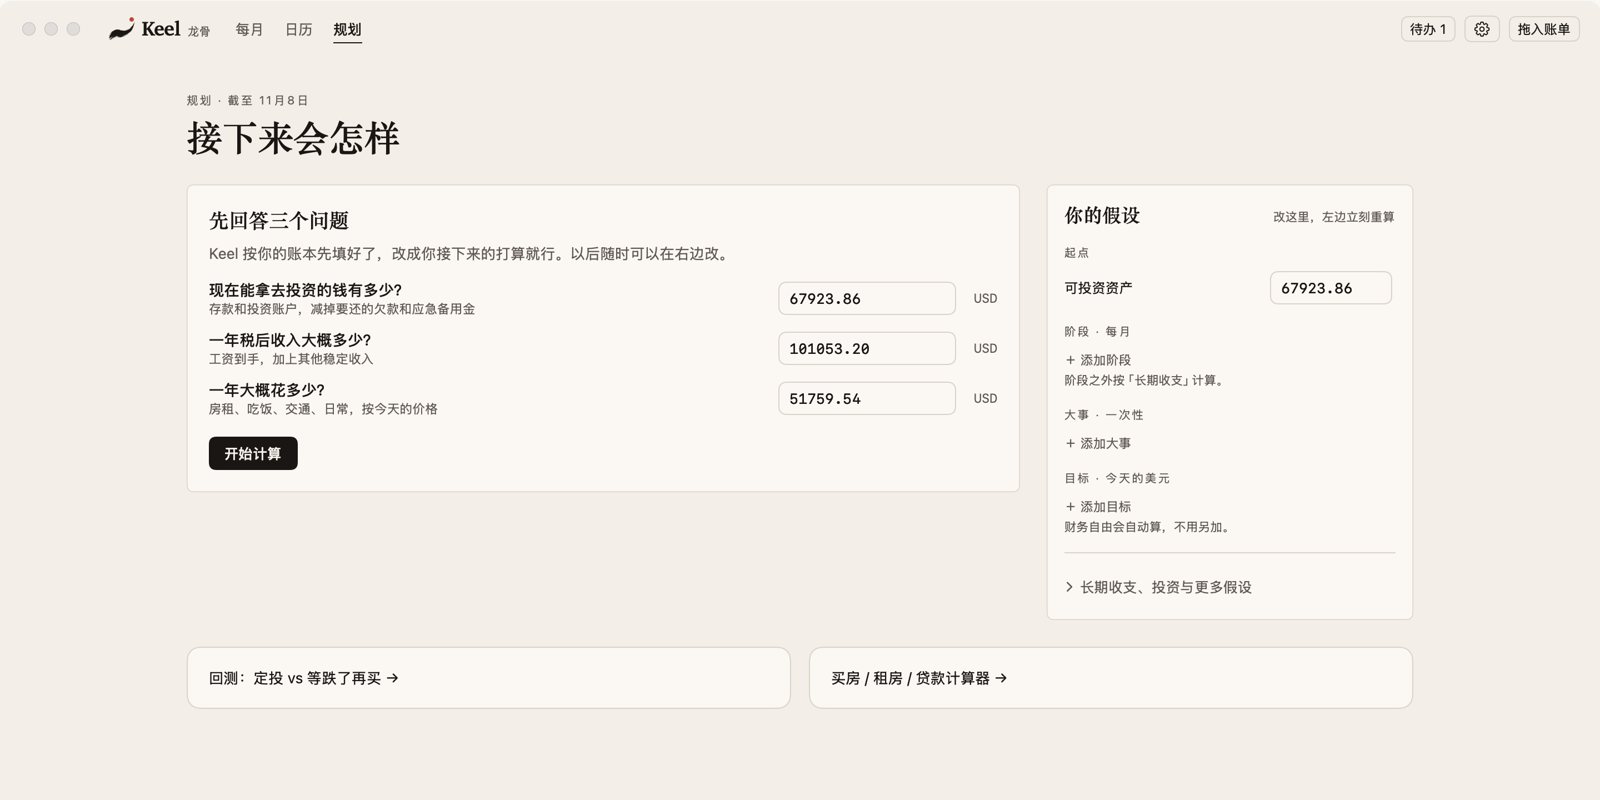 Keel 龙骨 每月 日历 规划
待办 1 拖入账单
规划 · 截至 11月8日
接下来会怎样
先回答三个问题
Keel 按你的账本先填好了，改成你接下来的打算就行。以后随时可以在右边改。
现在能拿去投资的钱有多少?
存款和投资账户，减掉要还的欠款和应急备用金
67923.86 USD
一年税后收入大概多少?
工资到手，加上其他稳定收入
101053.20 USD
一年大概花多少?
房租、吃饭、交通、日常，按今天的价格
51759.54 USD
开始计算
你的假设 改这里，左边立刻重算
起点
可投资资产 67923.86
阶段 · 每月
+ 添加阶段
阶段之外按「长期收支」计算。
大事 · 一次性
+ 添加大事
目标 · 今天的美元
+ 添加目标
财务自由会自动算，不用另加。
> 长期收支、投资与更多假设
回测：定投 vs 等跌了再买 →
买房 / 租房 / 贷款计算器 →